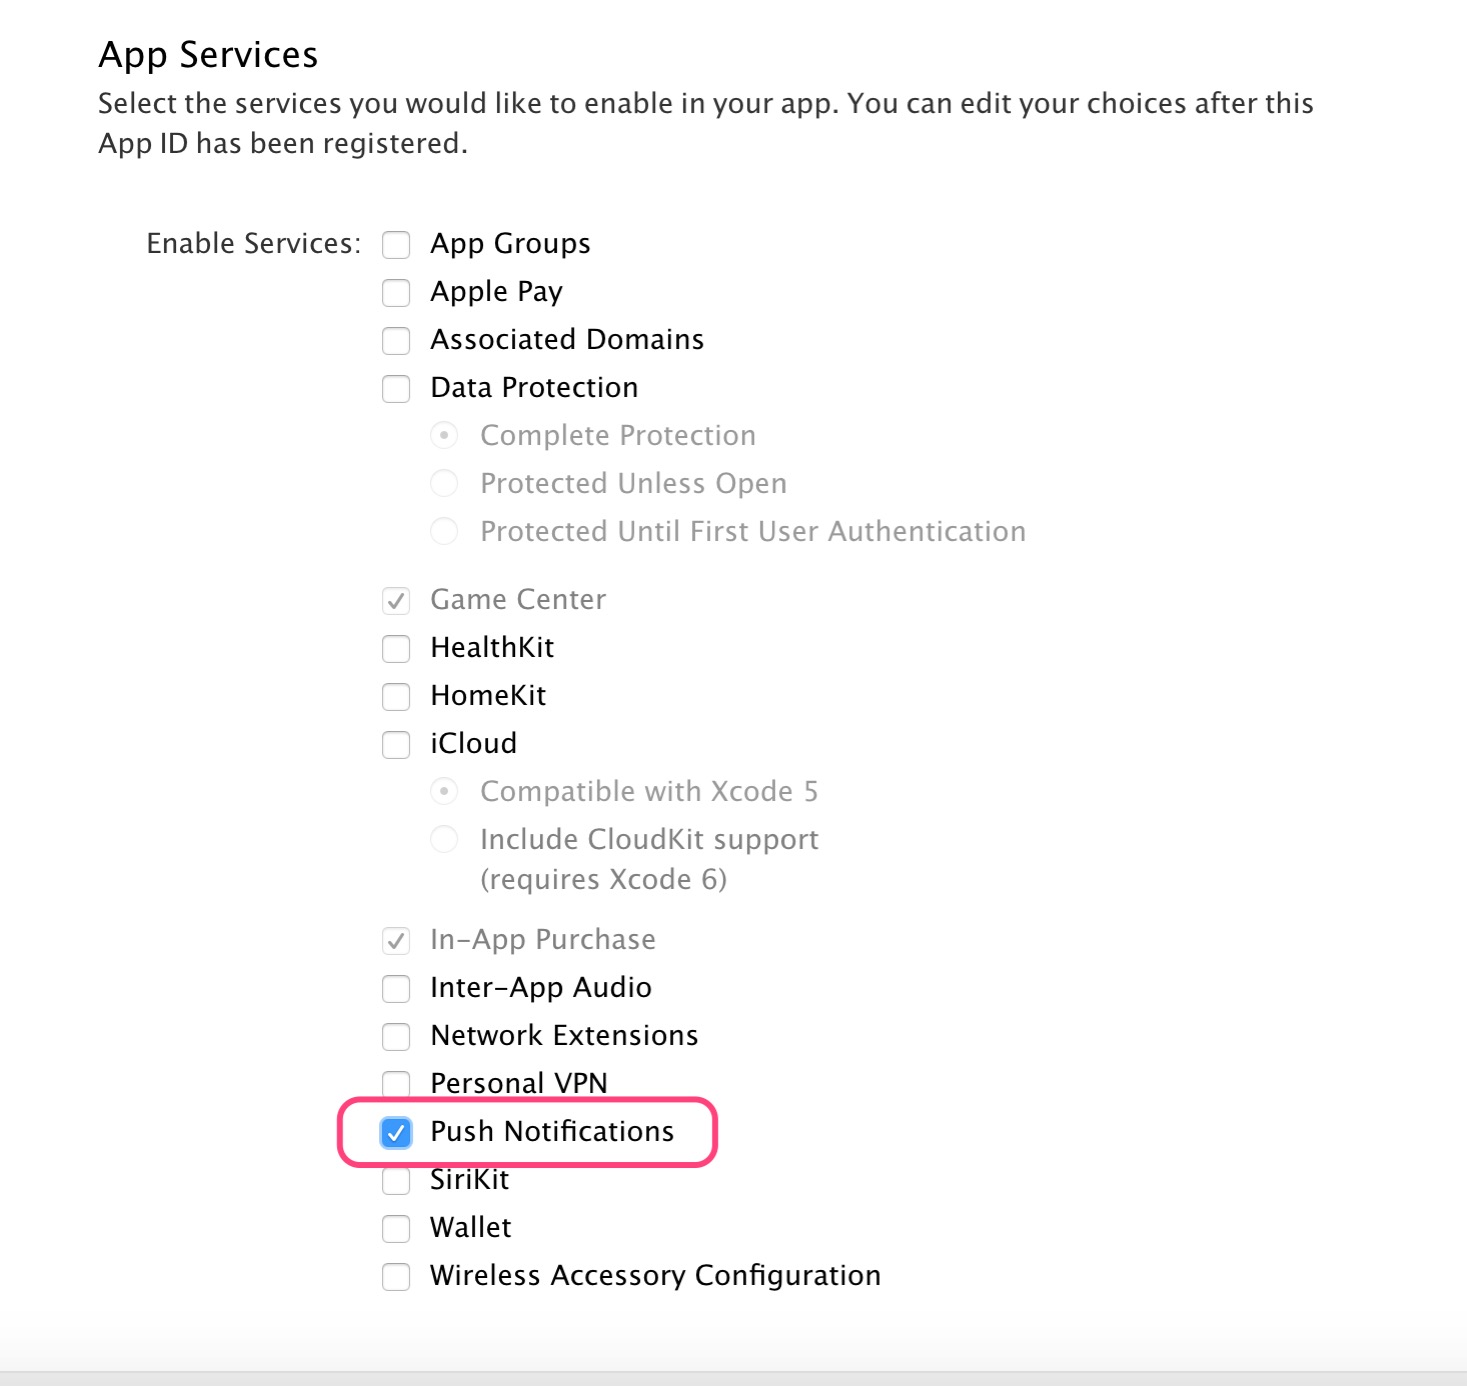 App Services
Select the services you would like to enable in your app. You can edit your choices after this
App ID has been registered.
Enable Services:
App Groups
Apple Pay
Associated Domains
Data Protection
Complete Protection
Protected Unless Open
Protected Until First User Authentication
Game Center
HealthKit
HomeKit
iCloud
Compatible with Xcode 5
Include CloudKit support
(requires Xcode 6)
In-App Purchase
Inter-App Audio
Network Extensions
Personal VPN
Push Notifications
SiriKit
Wallet
Wireless Accessory Configuration